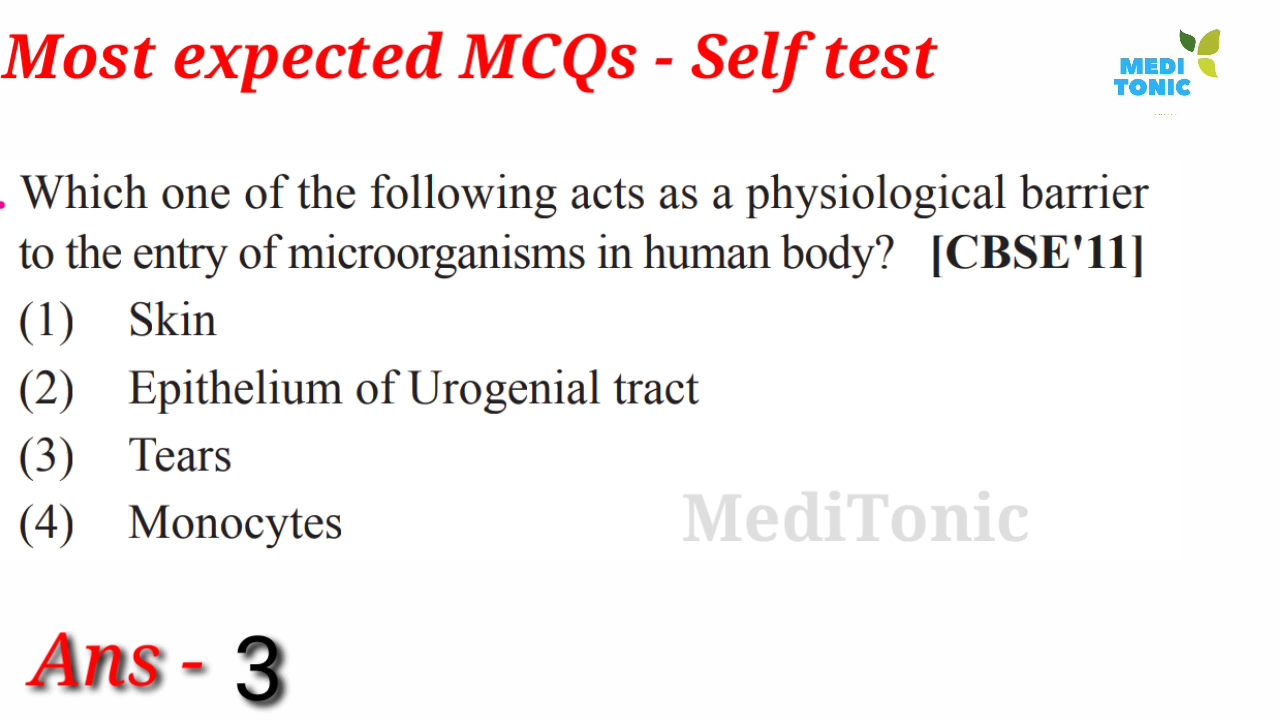 Most expected MCQs - Self test
MEDI
TONIC
. Which one of the following acts as a physiological barrier
to the entry of microorganisms in human body? [CBSE'11]
(1) Skin
(2) Epithelium of Urogenial tract
(3) Tears
(4) Monocytes
MediTonic
Ans - 3